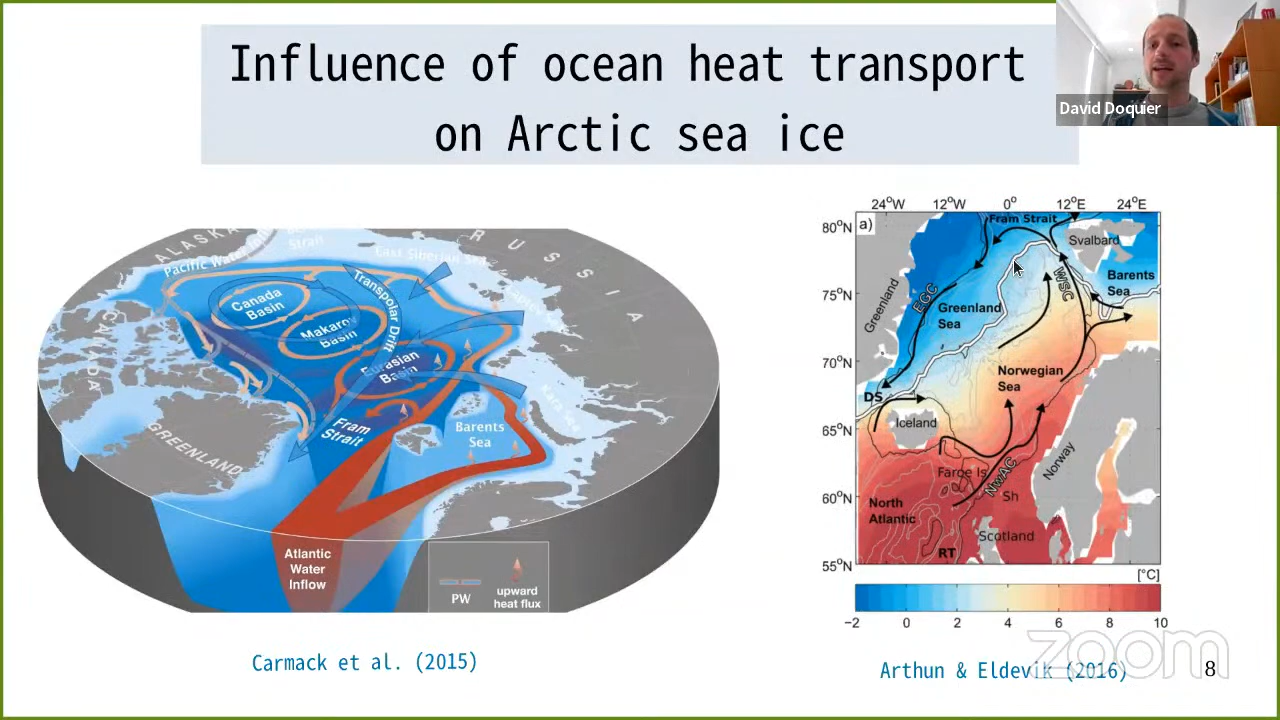 Influence of ocean heat transport
on Arctic sea ice
David Doquier
ALASKA
Strait
RUSSIA
Pacific Water
East Siberian Sea
Canada
Basin
Makarov
Basin
Transpolar Drift
Eurasian
Basin
CANADA
Kara Sea
Barents
Sea
Fram
Strait
GREENLAND
Atlantic
Water
Inflow
PW
upward
heat flux
Carmack et al. (2015)
24°W 12°W 0° 12°E 24°E
80°N
75°N
70°N
65°N
60°N
55°N
a)
Fram Strait
Svalbard
Barents
Sea
WSC
EGC
Greenland
Greenland
Sea
Norwegian
Sea
DS
Iceland
Faroe Is
NwAC
Sh
Norway
North
Atlantic
Scotland
RT
[°C]
−2 0 2 4 6 8 10
zoom
Arthun & Eldevik (2016)
8